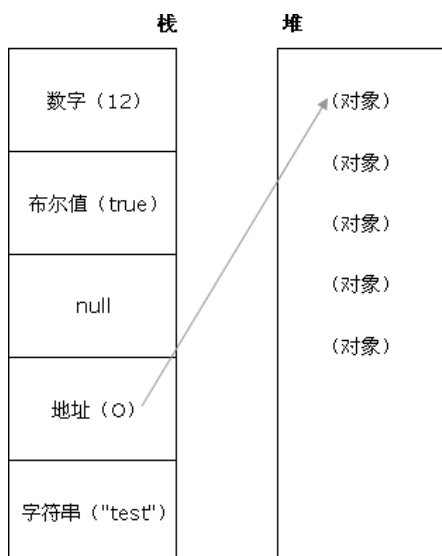 栈
堆
数字（12）
布尔值（true）
null
地址（0）
字符串（"test"）
(对象)
(对象)
(对象)
(对象)
(对象)